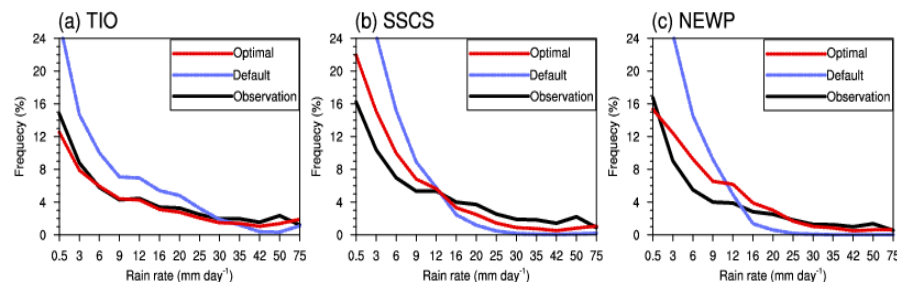 (a) TIO
(b) SSCS
(c) NEWP
24
20
16
12
8
4
0
Frequecy (%)
Optimal
Default
Observation
0.5 3 6 9 12 16 20 25 30 35 42 50 75
Rain rate (mm day⁻¹)
24
20
16
12
8
4
0
Frequecy (%)
Optimal
Default
Observation
0.5 3 6 9 12 16 20 25 30 35 42 50 75
Rain rate (mm day⁻¹)
24
20
16
12
8
4
0
Frequecy (%)
Optimal
Default
Observation
0.5 3 6 9 12 16 20 25 30 35 42 50 75
Rain rate (mm day⁻¹)